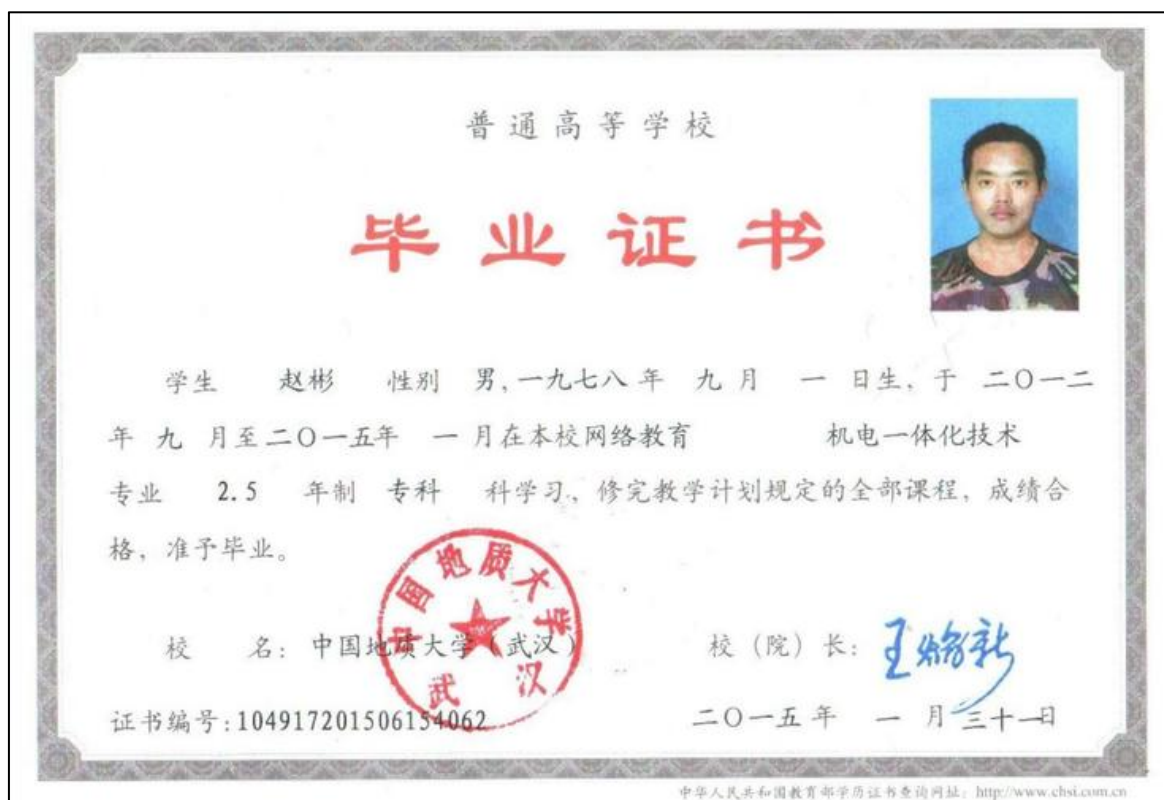 普通高等学校
毕业证书
学生 赵彬 性别 男,一九七八年 九月 一 日生,于 二〇一二
年 九 月至二〇一五年 一月在本校网络教育 机电一体化技术
专业 2.5 年制 专科 科学习,修完教学计划规定的全部课程,成绩合
格,准予毕业。
中国地质大学
武汉
校 名:中国地质大学(武汉) 校(院)长:王焰新
证书编号:104917201506154062 二〇一五年 一 月三十一日
中华人民共和国教育部学历证书查询网址:http://www.chsi.com.cn